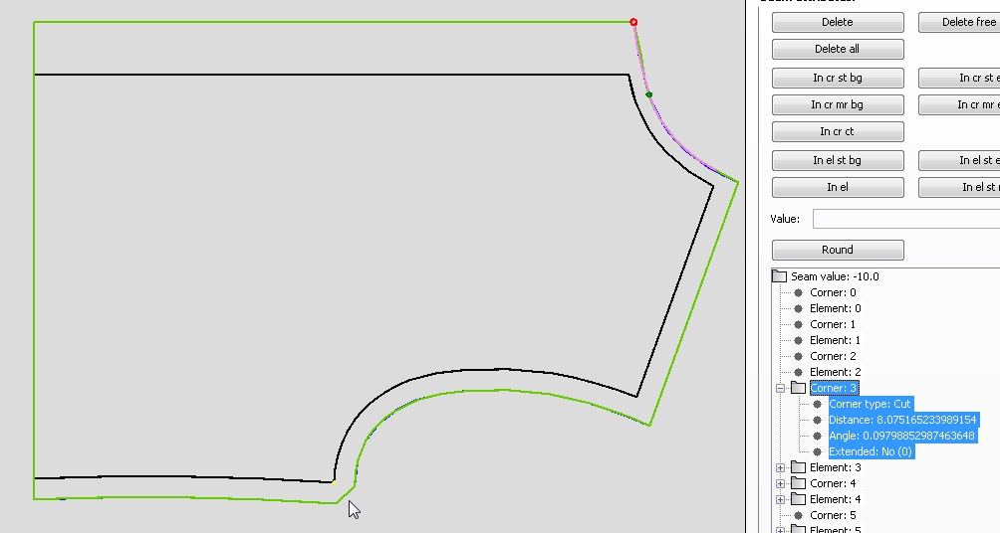 Delete
Delete free
Delete all
In cr st bg
In cr st e
In cr mr bg
In cr mr e
In cr ct
In el st bg
In el st e
In el
In el st
Value:
Round
Seam value: -10.0
Corner: 0
Element: 0
Corner: 1
Element: 1
Corner: 2
Element: 2
Corner: 3
Corner type: Cut
Distance: 8.075165233989154
Angle: 0.09798852987463648
Extended: No (0)
Element: 3
Corner: 4
Element: 4
Corner: 5
Element: 5